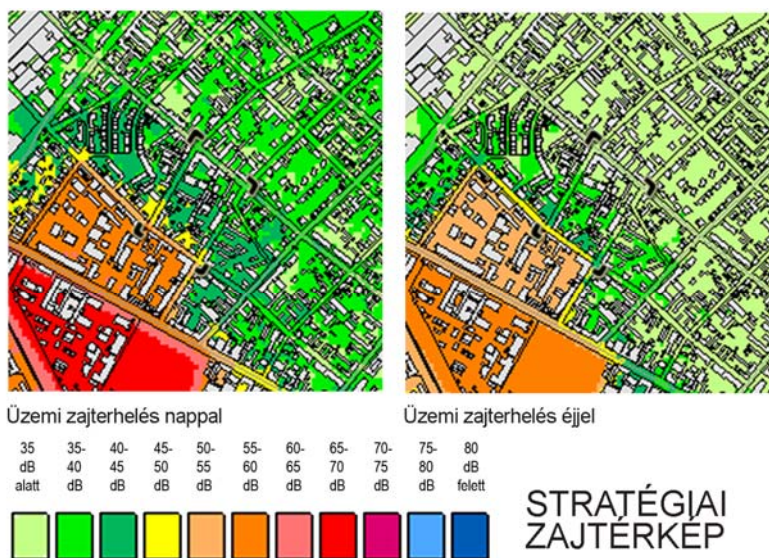 Üzemi zajterhelés nappal
Üzemi zajterhelés éjjel
35 35- 40- 45- 50- 55- 60- 65- 70- 75- 80
dB 40 45 50 55 60 65 70 75 80 dB
alatt dB dB dB dB dB dB dB dB dB felett
STRATÉGIAI
ZAJTÉRKÉP